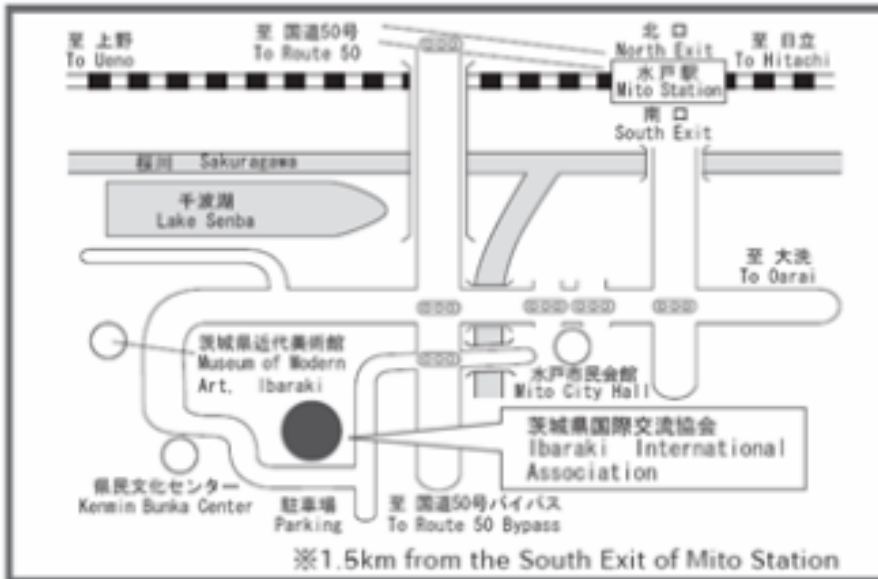 至 上野
To Ueno
至 国道50号
To Route 50
北口
North Exit
至 日立
To Hitachi
水戸駅
Mito Station
南口
South Exit
桜川 Sakuragawa
千波湖
Lake Senba
至 大洗
To Oarai
茨城県近代美術館
Museum of Modern
Art, Ibaraki
水戸市民会館
Mito City Hall
茨城県国際交流協会
Ibaraki International
Association
県民文化センター
Kenmin Bunka Center
駐車場
Parking
至 国道50号バイパス
To Route 50 Bypass
※1.5km from the South Exit of Mito Station